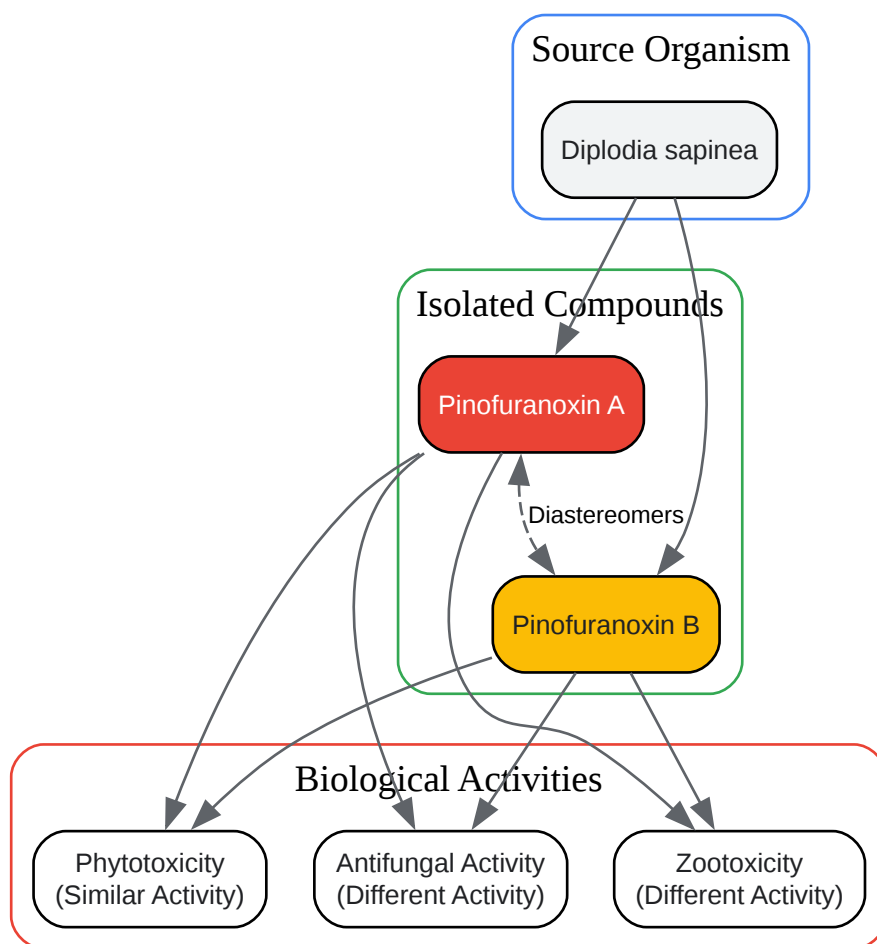 Source Organism
Diplodia sapinea
Isolated Compounds
Pinofuranoxin A
Diastereomers
Pinofuranoxin B
Biological Activities
Phytotoxicity
(Similar Activity)
Antifungal Activity
(Different Activity)
Zootoxicity
(Different Activity)